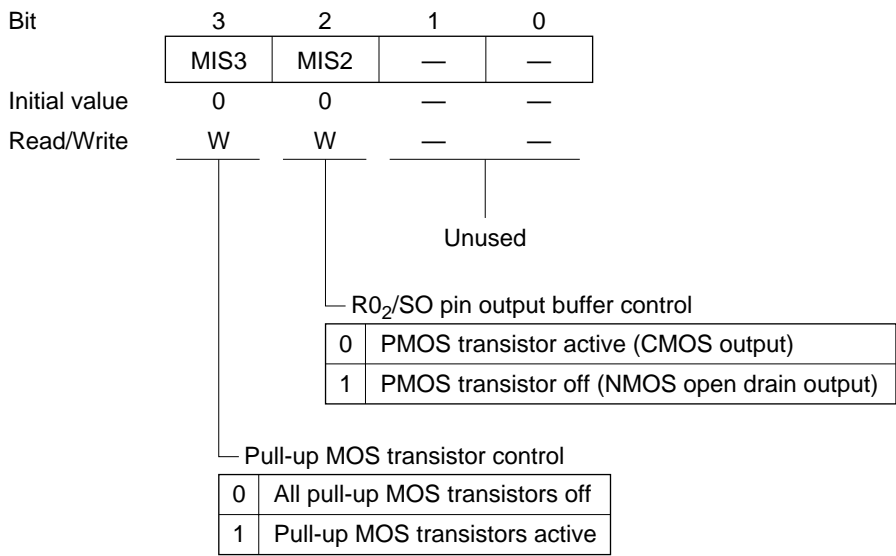 Bit 3 2 1 0
MIS3 MIS2 — —
Initial value 0 0 — —
Read/Write W W — —
Unused
R0₂/SO pin output buffer control
0 PMOS transistor active (CMOS output)
1 PMOS transistor off (NMOS open drain output)
Pull-up MOS transistor control
0 All pull-up MOS transistors off
1 Pull-up MOS transistors active